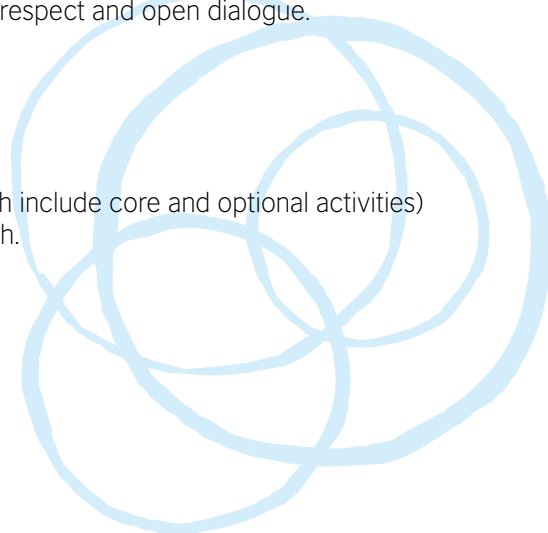 respect and open dialogue.
h include core and optional activities)
h.